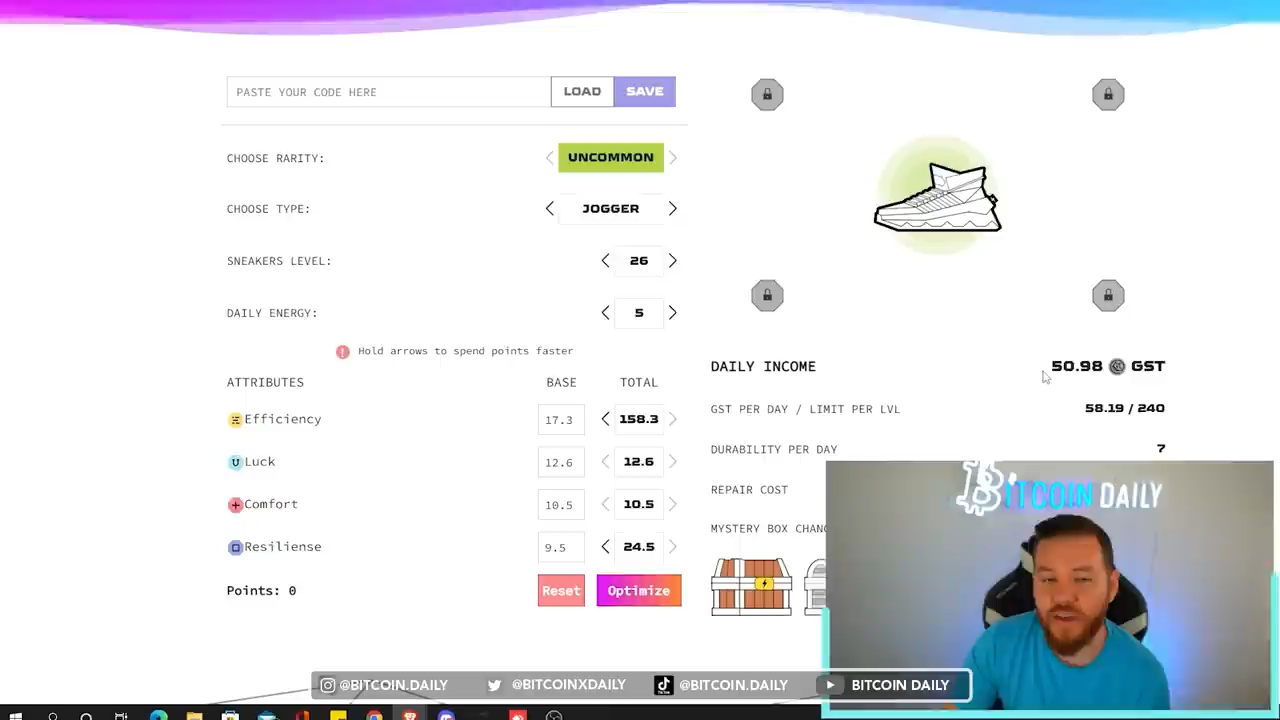 PASTE YOUR CODE HERE LOAD SAVE
CHOOSE RARITY: UNCOMMON
CHOOSE TYPE: JOGGER
SNEAKERS LEVEL: 26
DAILY ENERGY: 5
! Hold arrows to spend points faster
ATTRIBUTES BASE TOTAL
Efficiency 17.3 158.3
Luck 12.6 12.6
Comfort 10.5 10.5
Resiliense 9.5 24.5
Points: 0 Reset Optimize
DAILY INCOME 50.98 GST
GST PER DAY / LIMIT PER LVL 58.19 / 240
DURABILITY PER DAY 7
REPAIR COST
MYSTERY BOX CHANC
BITCOIN DAILY
@BITCOIN.DAILY @BITCOINXDAILY @BITCOIN.DAILY BITCOIN DAILY